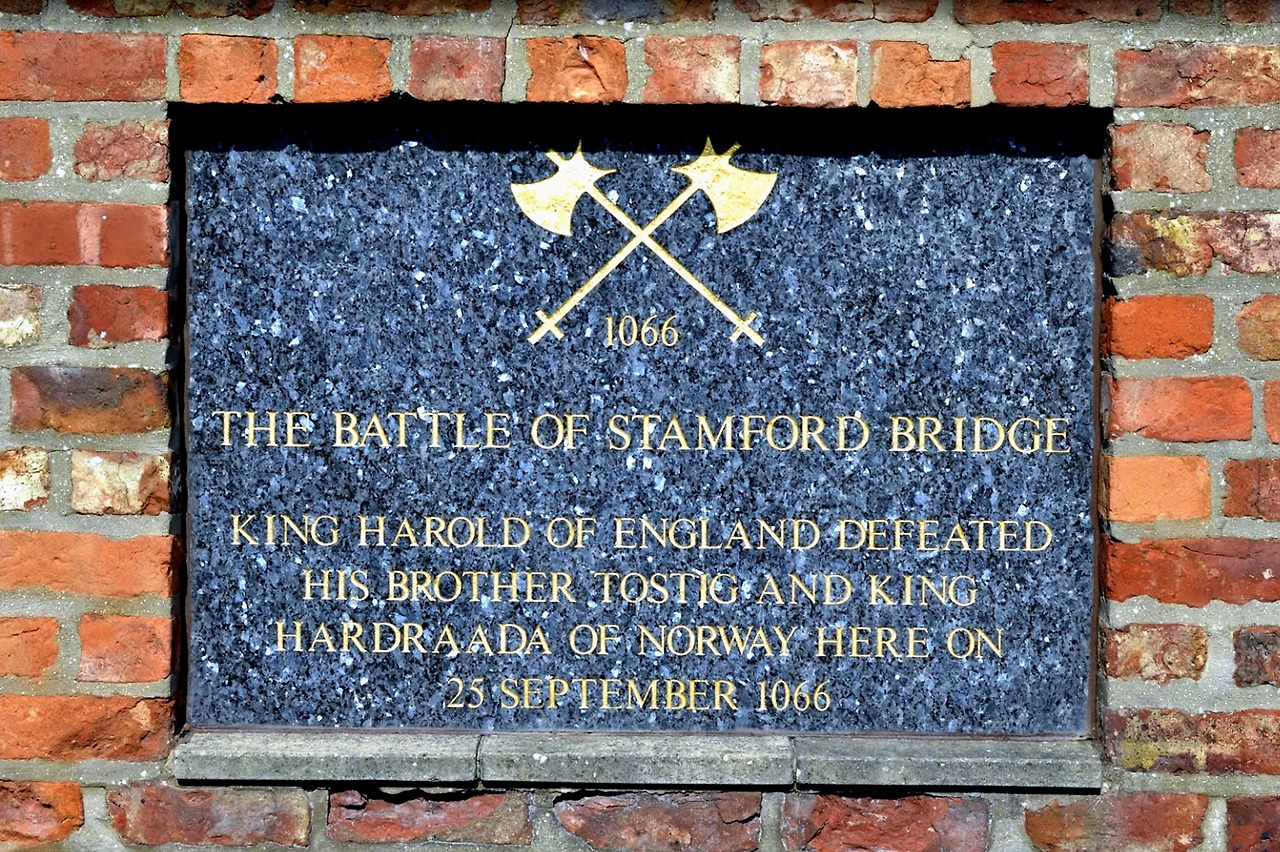 1066
THE BATTLE OF STAMFORD BRIDGE
KING HAROLD OF ENGLAND DEFEATED
HIS BROTHER TOSTIG AND KING
HARDRAADA OF NORWAY HERE ON
25 SEPTEMBER 1066